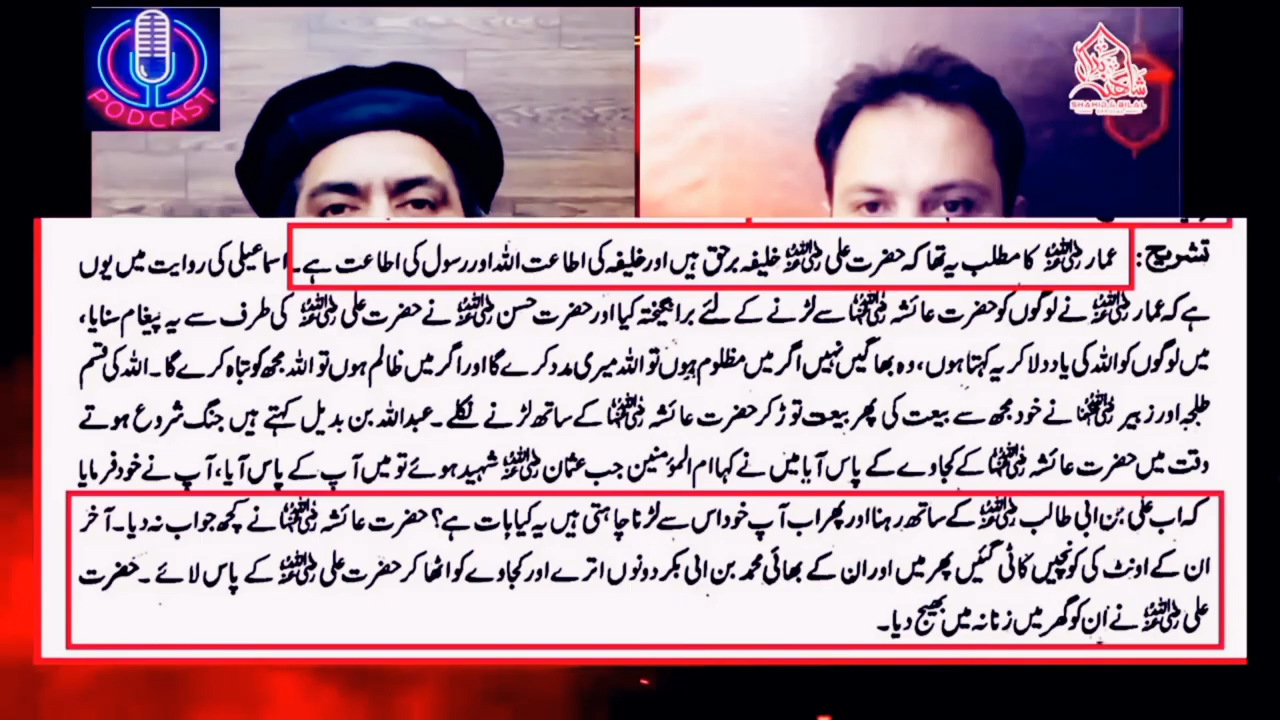 PODCAST
SHAHID & BILAL
تشریح: عمار رضی اللہ عنہ کا مطلب یہ تھا کہ حضرت علی رضی اللہ عنہ خلیفہ برحق ہیں اور خلیفہ کی اطاعت اللہ اور رسول کی اطاعت ہے۔ اسماعیلی کی روایت میں یوں
ہے کہ عمار رضی اللہ عنہ نے لوگوں کو حضرت عائشہ رضی اللہ عنہا سے لڑنے کے لئے برانگیختہ کیا اور حضرت حسن رضی اللہ عنہ نے حضرت علی رضی اللہ عنہ کی طرف سے یہ پیغام سنایا،
میں لوگوں کو اللہ کی یاد دلا کر یہ کہتا ہوں، وہ بھاگیں نہیں اگر میں مظلوم ہوں تو اللہ میری مدد کرے گا اور اگر میں ظالم ہوں تو اللہ مجھ کو تباہ کرے گا۔ اللہ کی قسم
طلحہ اور زبیر رضی اللہ عنہما نے خود مجھ سے بیعت کی پھر بیعت توڑ کر حضرت عائشہ رضی اللہ عنہا کے ساتھ لڑنے نکلے۔ عبداللہ بن بدیل کہتے ہیں جنگ شروع ہوتے
وقت میں حضرت عائشہ رضی اللہ عنہا کے کجاوے کے پاس آیا میں نے کہا ام المؤمنین جب عثمان رضی اللہ عنہ شہید ہوئے تو میں آپ کے پاس آیا، آپ نے خود فرمایا
کہ اب علی بن ابی طالب رضی اللہ عنہ کے ساتھ رہنا اور پھر اب آپ خود اس سے لڑنا چاہتی ہیں یہ کیا بات ہے؟ حضرت عائشہ رضی اللہ عنہا نے کچھ جواب نہ دیا۔ آخر
ان کے اونٹ کی کونچیں کاٹی گئیں پھر میں اور ان کے بھائی محمد بن ابی بکر دونوں اترے اور کجاوے کو اٹھا کر حضرت علی رضی اللہ عنہ کے پاس لائے۔ حضرت
علی رضی اللہ عنہ نے ان کو گھر میں زنانہ میں بھیج دیا۔